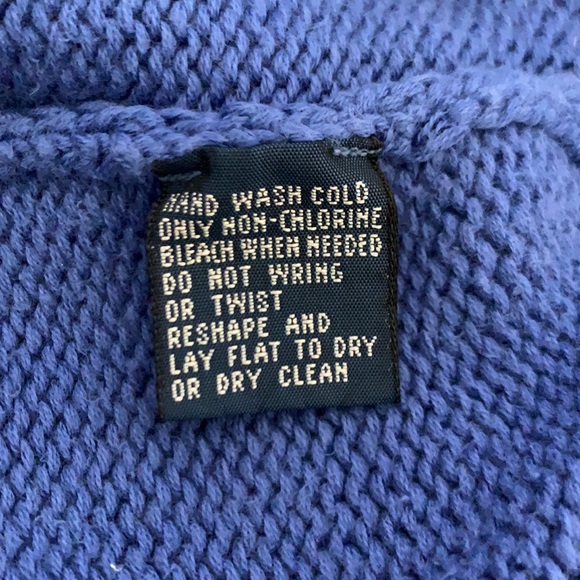 HAND WASH COLD
ONLY NON-CHLORINE
BLEACH WHEN NEEDED
DO NOT WRING
OR TWIST
RESHAPE AND
LAY FLAT TO DRY
OR DRY CLEAN